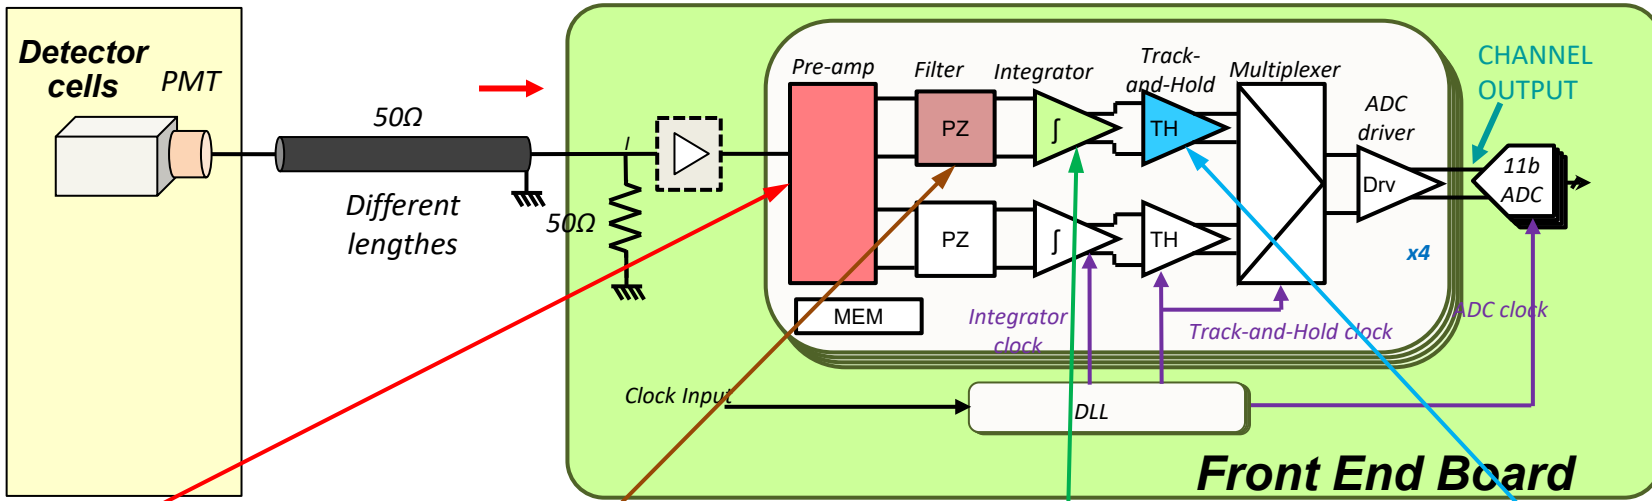 Detector
cells
PMT
50Ω
Different
lengthes
I
50Ω
Pre-amp
Filter
Integrator
Track-
and-Hold
Multiplexer
ADC
driver
CHANNEL
OUTPUT
PZ
∫
TH
Drv
11b
ADC
PZ
∫
TH
x4
MEM
Integrator
clock
Track-and-Hold clock
ADC clock
Clock Input
DLL
Front End Board